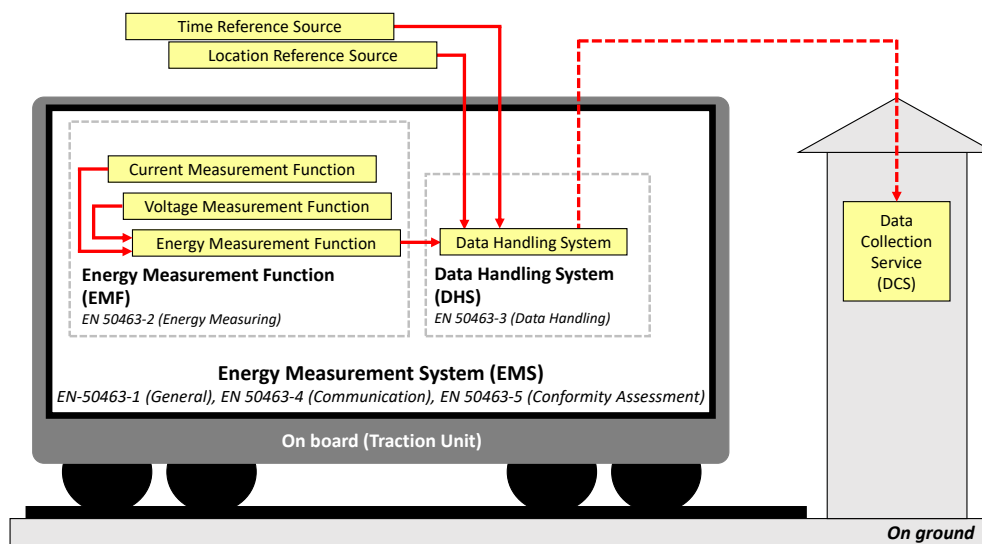 Time Reference Source
Location Reference Source
Current Measurement Function
Voltage Measurement Function
Energy Measurement Function
Energy Measurement Function
(EMF)
EN 50463-2 (Energy Measuring)
Data Handling System
Data Handling System
(DHS)
EN 50463-3 (Data Handling)
Energy Measurement System (EMS)
EN-50463-1 (General), EN 50463-4 (Communication), EN 50463-5 (Conformity Assessment)
On board (Traction Unit)
Data
Collection
Service
(DCS)
On ground